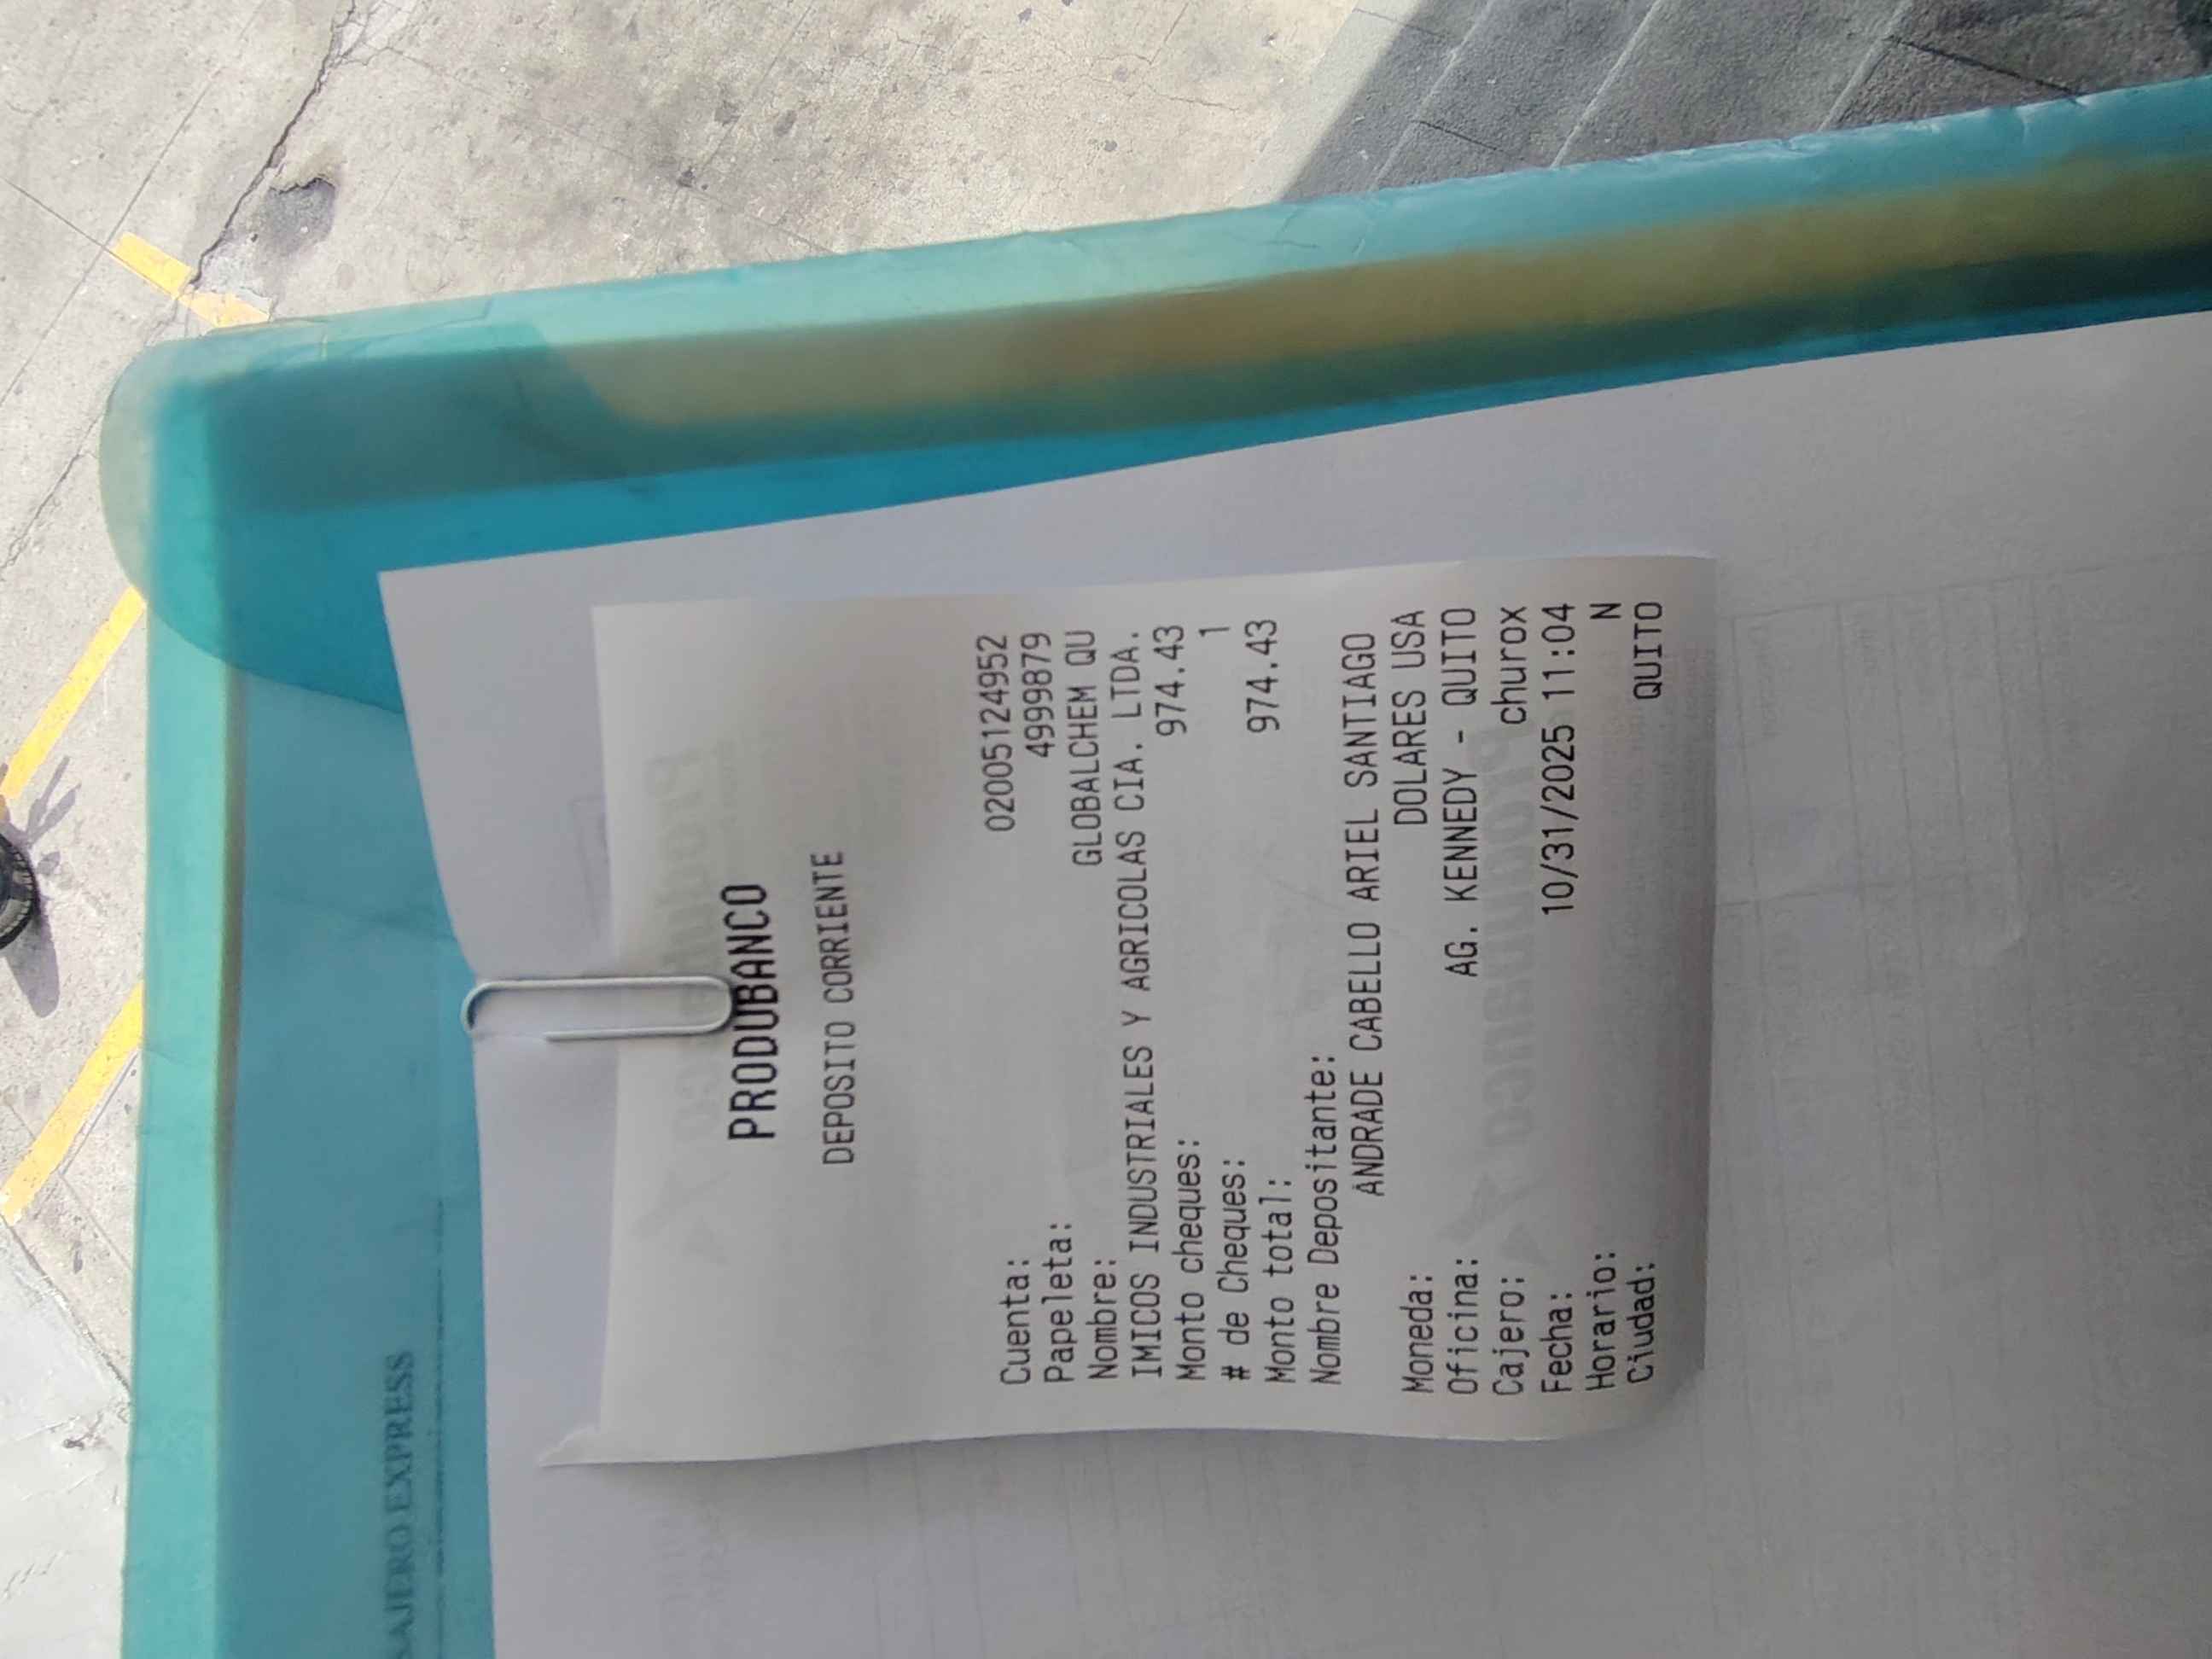 PRODUBANCO
DEPOSITO CORRIENTE
Cuenta: 02005124952
Papeleta: 4999879
Nombre: GLOBALCHEM QU
IMICOS INDUSTRIALES Y AGRICOLAS CIA. LTDA.
Monto cheques: 974.43
# de Cheques: 1
Monto total: 974.43
Nombre Depositante:
ANDRADE CABELLO ARIEL SANTIAGO
Moneda: DOLARES USA
Oficina: AG. KENNEDY - QUITO
Cajero: churox
Fecha: 10/31/2025 11:04
Horario: N
Ciudad: QUITO
EXPRESS